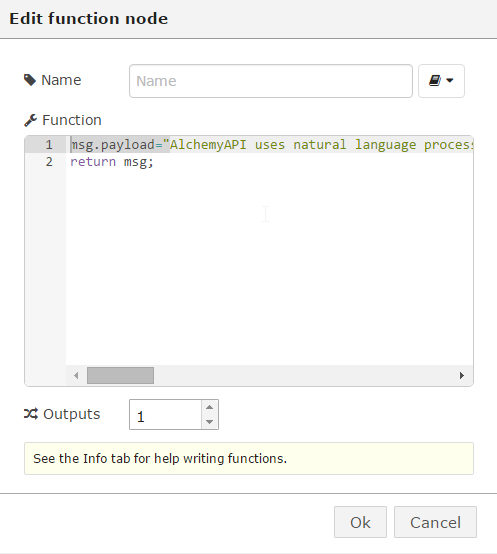 Edit function node
Name
Name
Function
1 msg.payload="AlchemyAPI uses natural language process
2 return msg;
Outputs
1
See the Info tab for help writing functions.
Ok
Cancel